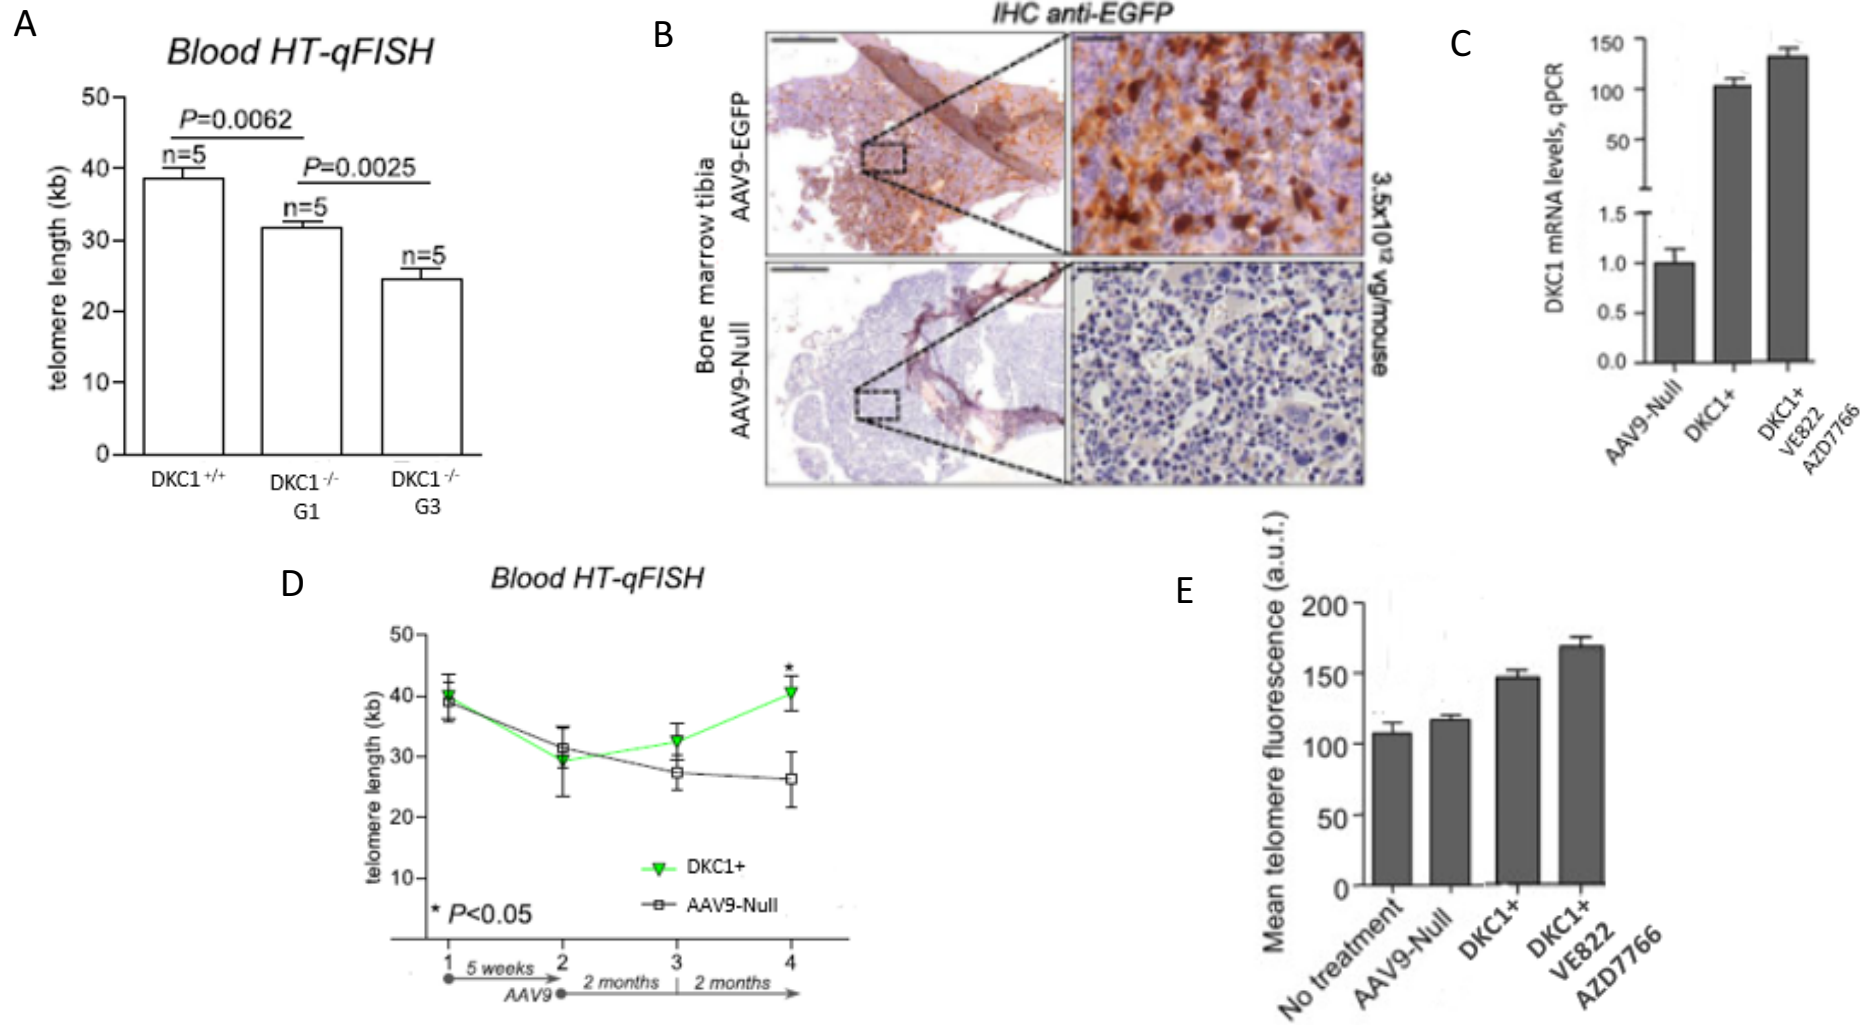 A
Blood HT-qFISH
telomere length (kb)
50
40
30
20
10
0
P=0.0062
P=0.0025
n=5
n=5
n=5
DKC1 +/+
DKC1 -/-
G1
DKC1 -/-
G3
B
IHC anti-EGFP
Bone marrow tibia
AAV9-EGFP
AAV9-Null
3.5x10¹² vg/mouse
C
DKC1 mRNA levels, qPCR
150
100
50
1.5
1.0
0.5
0.0
AAV9-Null
DKC1+
DKC1+
VE822
AZD7766
D
Blood HT-qFISH
telomere length (kb)
50
40
30
20
10
*
DKC1+
AAV9-Null
* P<0.05
1
2
3
4
5 weeks
AAV9
2 months
2 months
E
Mean telomere fluorescence (a.u.f.)
200
150
100
50
0
No treatment
AAV9-Null
DKC1+
DKC1+
VE822
AZD7766